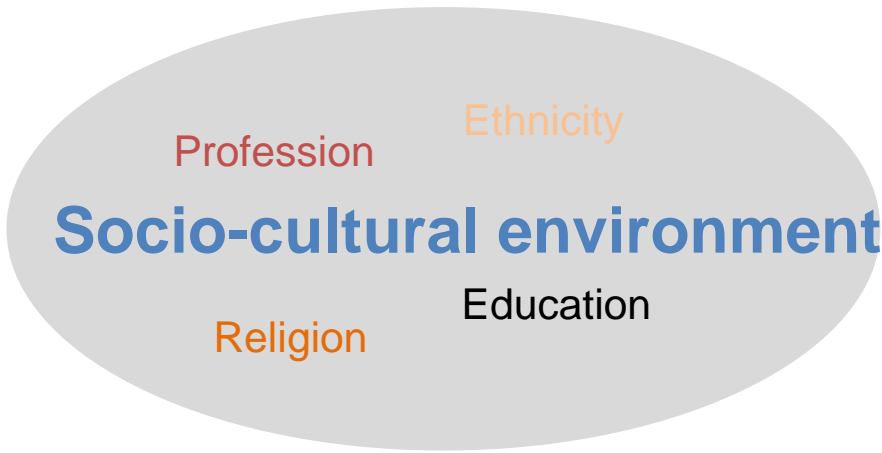 Ethnicity
Profession
Socio-cultural environment
Education
Religion